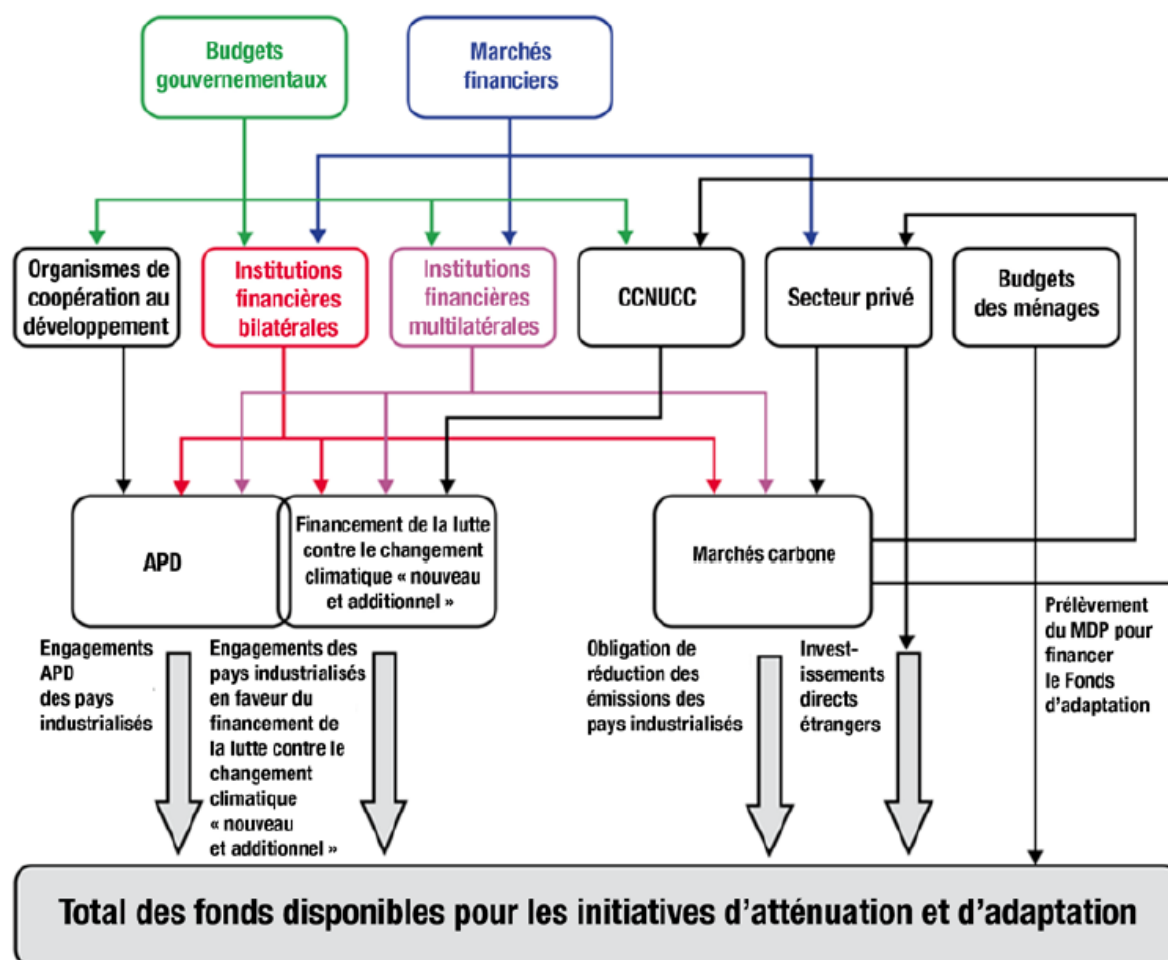 Budgets
gouvernementaux
Marchés
financiers
Organismes de
coopération au
développement
Institutions
financières
bilatérales
Institutions
financières
multilatérales
CCNUCC
Secteur privé
Budgets
des ménages
APD
Financement de la lutte
contre le changement
climatique « nouveau
et additionnel »
Marchés carbone
Engagements
APD
des pays
industrialisés
Engagements des
pays industrialisés
en faveur du
financement de
la lutte contre le
changement
climatique
« nouveau
et additionnel »
Obligation de
réduction des
émissions des
pays industrialisés
Invest-
issements
directs
étrangers
Prélèvement
du MDP pour
financer
le Fonds
d’adaptation
Total des fonds disponibles pour les initiatives d’atténuation et d’adaptation